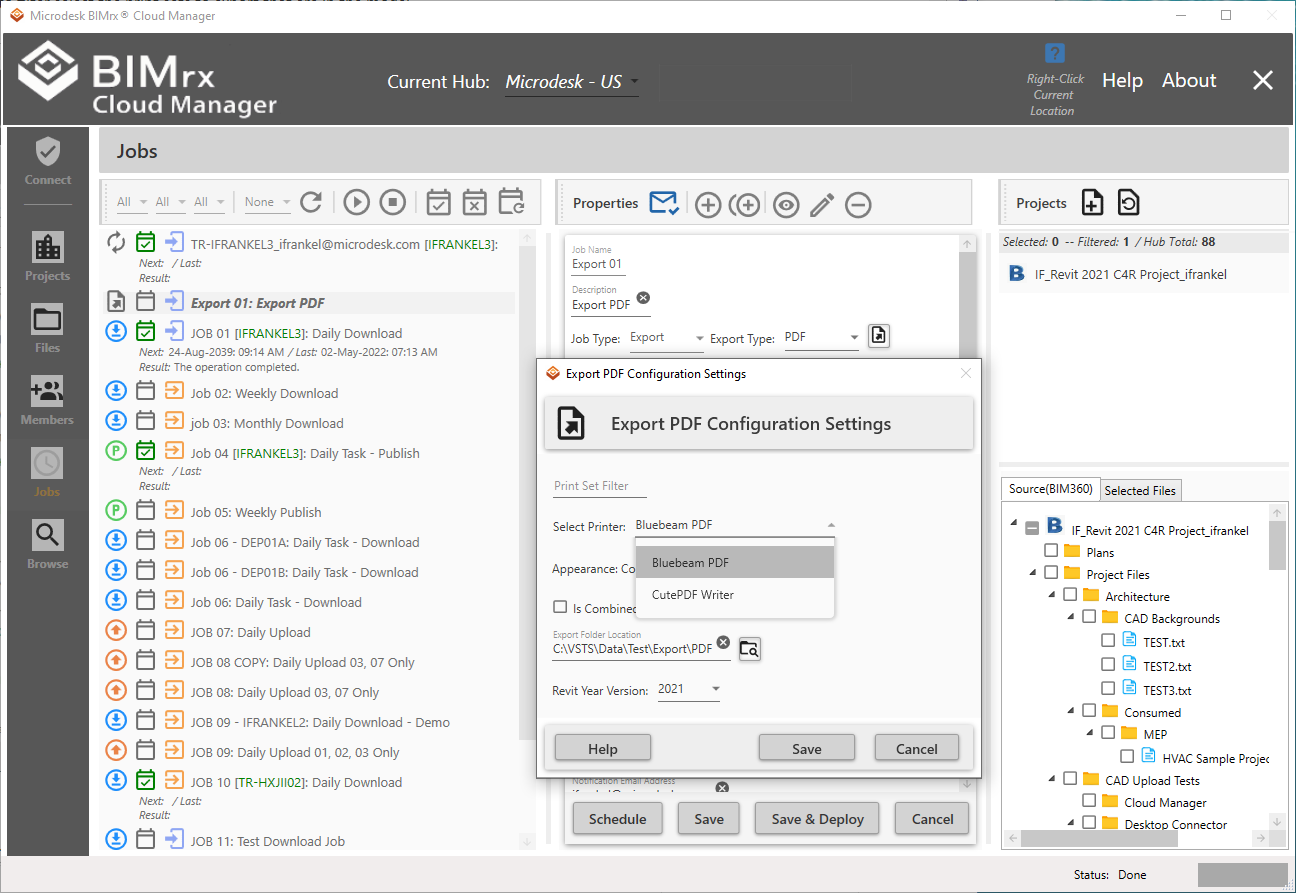 Microdesk BIMrx® Cloud Manager
BIMrx
Cloud Manager
Current Hub: Microdesk - US
?
Right-Click
Current
Location
Help
About
Connect
Projects
Files
Members
Jobs
Browse
Jobs
All All All None
TR-IFRANKEL3_ifrankel@microdesk.com [IFRANKEL3]:
Next: / Last:
Result:
Export 01: Export PDF
JOB 01 [IFRANKEL3]: Daily Download
Next: 24-Aug-2039: 09:14 AM / Last: 02-May-2022: 07:13 AM
Result: The operation completed.
Job 02: Weekly Download
job 03: Monthly Download
P Job 04 [IFRANKEL3]: Daily Task - Publish
Next: / Last:
Result:
P Job 05: Weekly Publish
Job 06 - DEP01A: Daily Task - Download
Job 06 - DEP01B: Daily Task - Download
Job 06: Daily Task - Download
JOB 07: Daily Upload
JOB 08 COPY: Daily Upload 03, 07 Only
JOB 08: Daily Upload 03, 07 Only
JOB 09 - IFRANKEL2: Daily Download - Demo
JOB 09: Daily Upload 01, 02, 03 Only
JOB 10 [TR-HXJII02]: Daily Download
Next: / Last:
Result:
JOB 11: Test Download Job
Properties
Job Name
Export 01
Description
Export PDF
Job Type: Export Export Type: PDF
Export PDF Configuration Settings
Export PDF Configuration Settings
Print Set Filter
Select Printer: Bluebeam PDF
Bluebeam PDF
CutePDF Writer
Appearance: Co
Is Combined
Export Folder Location
C:\VSTS\Data\Test\Export\PDF
Revit Year Version: 2021
Help Save Cancel
Notification Email Address
Schedule Save Save & Deploy Cancel
Projects
Selected: 0 -- Filtered: 1 / Hub Total: 88
B IF_Revit 2021 C4R Project_ifrankel
Source(BIM360) Selected Files
B IF_Revit 2021 C4R Project_ifrankel
Plans
Project Files
Architecture
CAD Backgrounds
TEST.txt
TEST2.txt
TEST3.txt
Consumed
MEP
HVAC Sample Projec
CAD Upload Tests
Cloud Manager
Desktop Connector
Status: Done